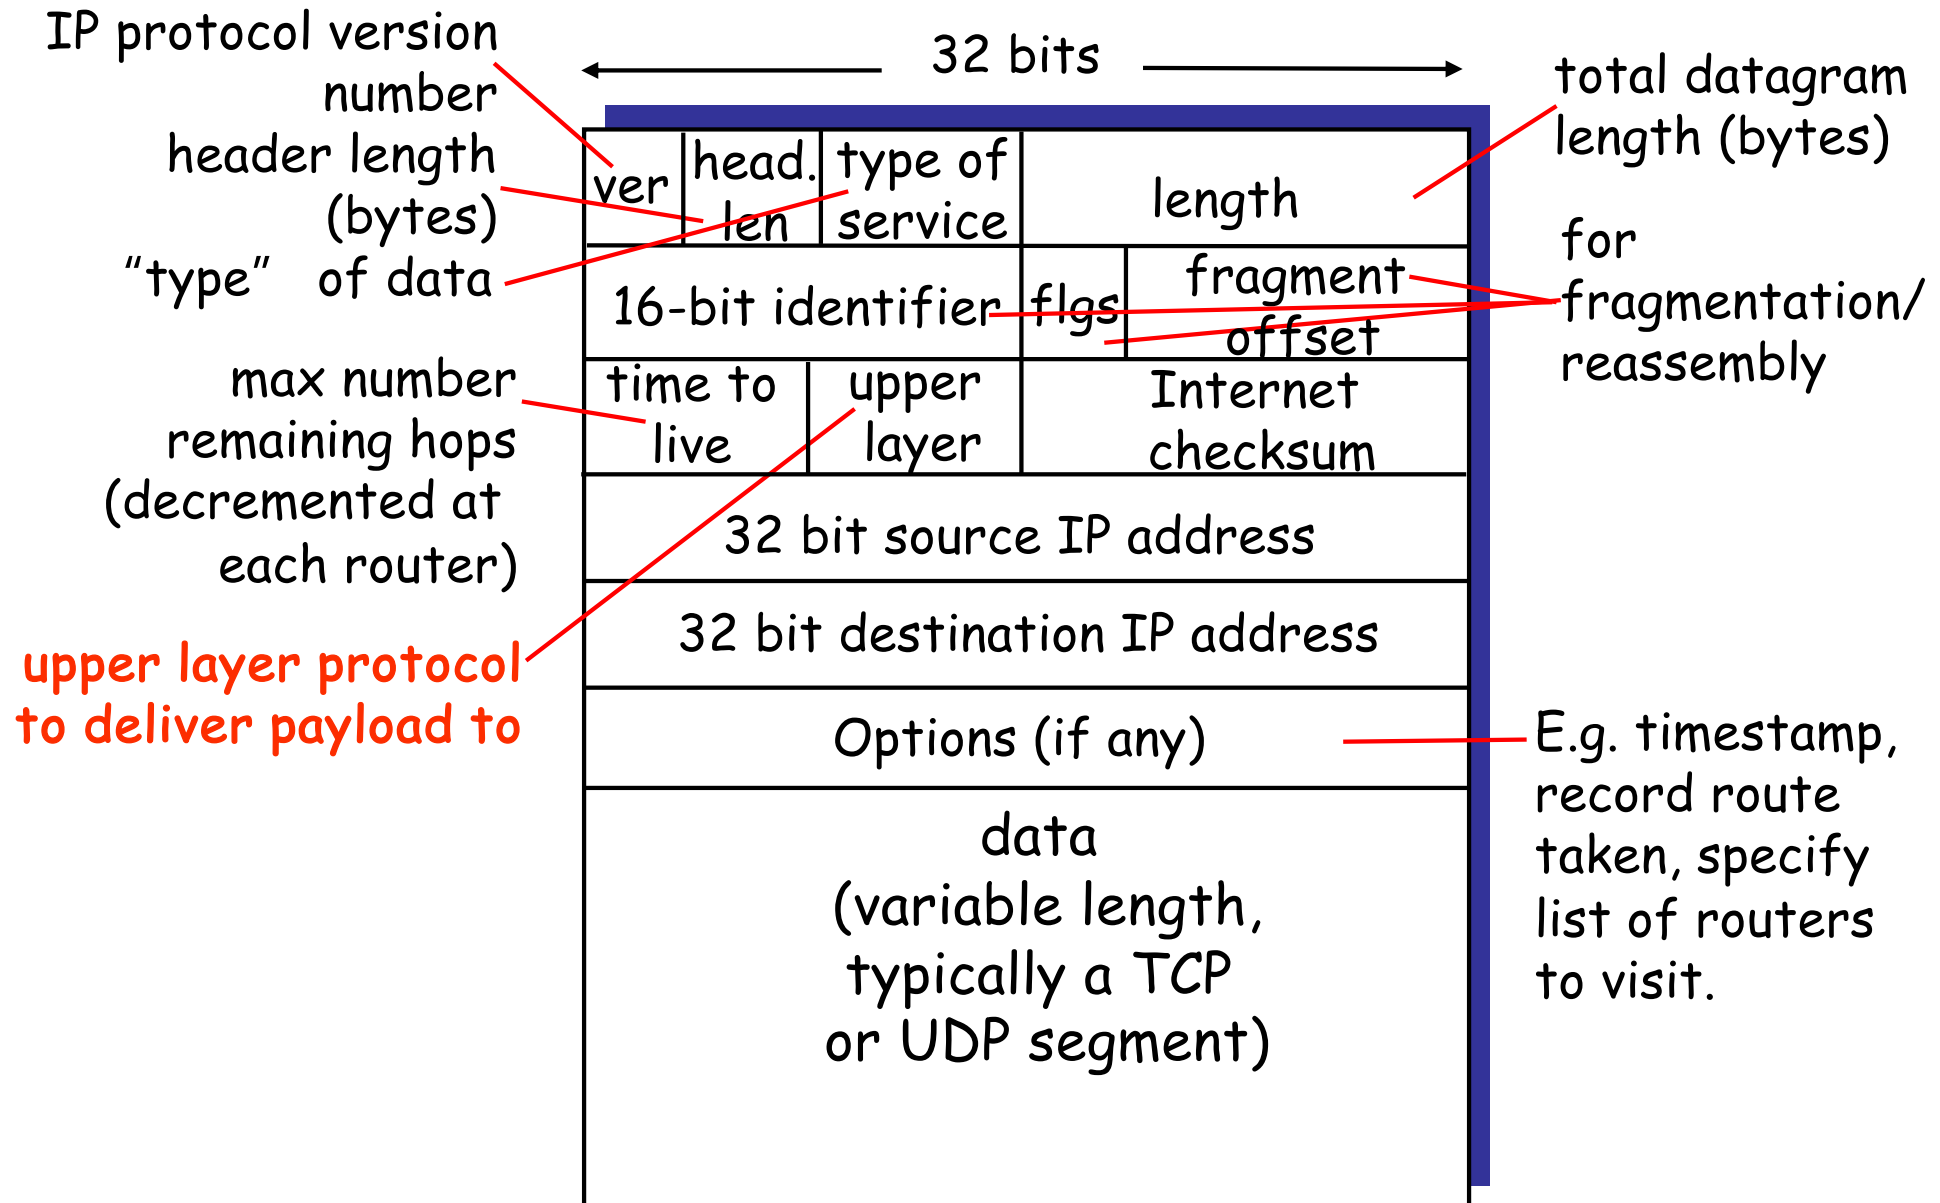 IP protocol version
number
header length
(bytes)
"type" of data
max number
remaining hops
(decremented at
each router)
upper layer protocol
to deliver payload to
32 bits
ver
head.
len
type of
service
length
16-bit identifier
flgs
fragment
offset
time to
live
upper
layer
Internet
checksum
32 bit source IP address
32 bit destination IP address
Options (if any)
data
(variable length,
typically a TCP
or UDP segment)
total datagram
length (bytes)
for
fragmentation/
reassembly
E.g. timestamp,
record route
taken, specify
list of routers
to visit.